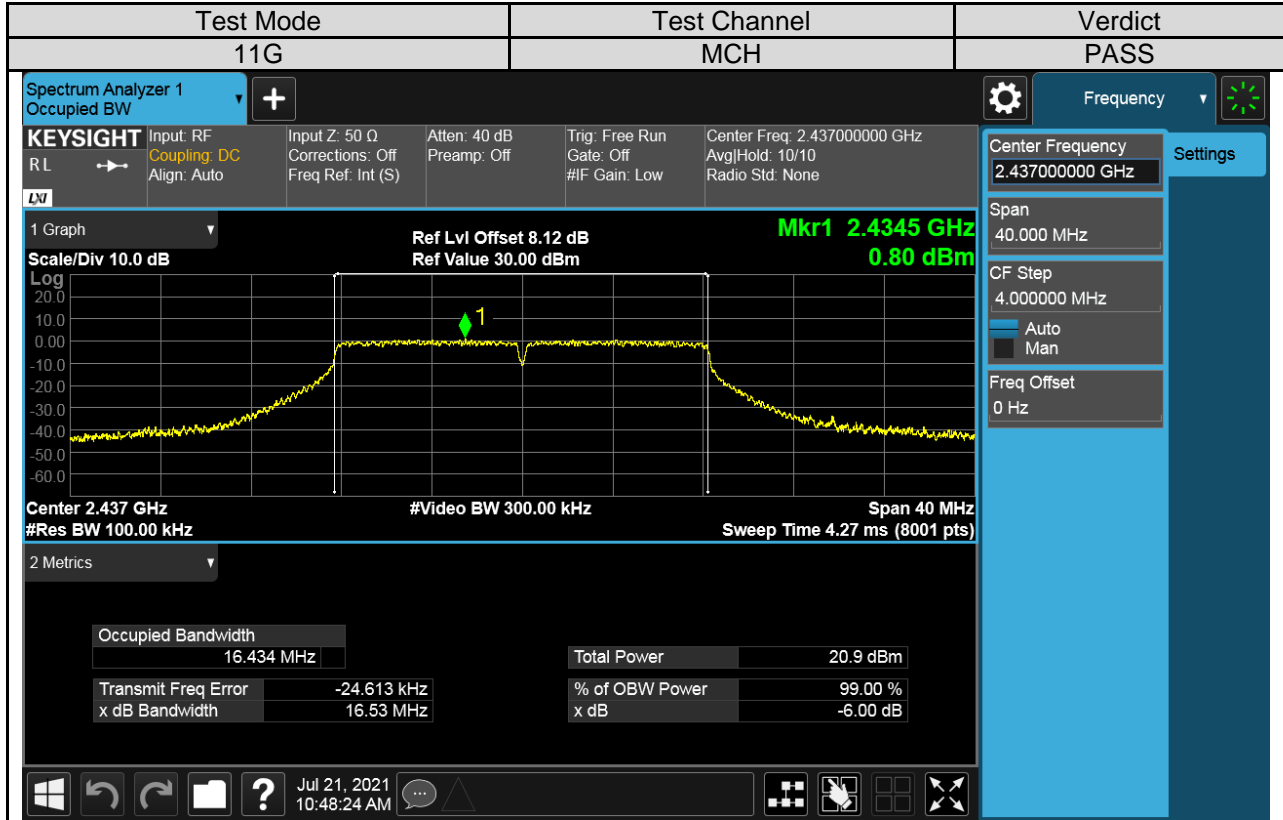 Test Mode Test Channel Verdict
11G MCH PASS
Spectrum Analyzer 1
Occupied BW
+
Frequency
KEYSIGHT Input: RF Input Z: 50 Ω Atten: 40 dB Trig: Free Run Center Freq: 2.437000000 GHz
RL Coupling: DC Corrections: Off Preamp: Off Gate: Off Avg|Hold: 10/10
Align: Auto Freq Ref: Int (S) #IF Gain: Low Radio Std: None
LXI
Center Frequency
2.437000000 GHz
Settings
Span
40.000 MHz
CF Step
4.000000 MHz
Auto
Man
Freq Offset
0 Hz
1 Graph
Ref Lvl Offset 8.12 dB
Mkr1 2.4345 GHz
Scale/Div 10.0 dB Ref Value 30.00 dBm 0.80 dBm
Log
20.0
10.0
1
0.00
-10.0
-20.0
-30.0
-40.0
-50.0
-60.0
Center 2.437 GHz #Video BW 300.00 kHz Span 40 MHz
#Res BW 100.00 kHz Sweep Time 4.27 ms (8001 pts)
2 Metrics
Occupied Bandwidth
16.434 MHz Total Power 20.9 dBm
Transmit Freq Error -24.613 kHz % of OBW Power 99.00 %
x dB Bandwidth 16.53 MHz x dB -6.00 dB
? Jul 21, 2021
10:48:24 AM